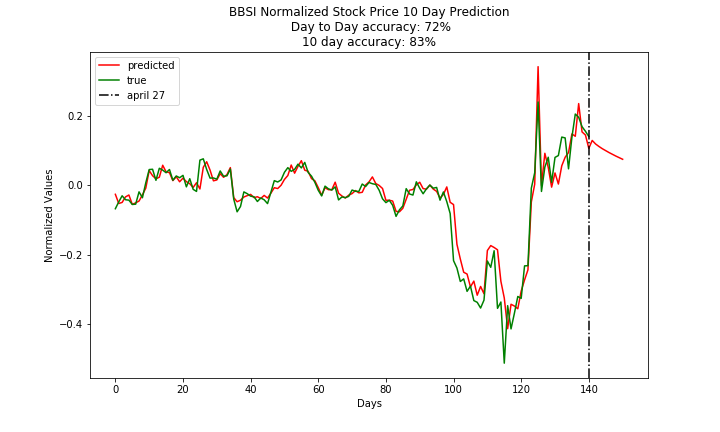 BBSI Normalized Stock Price 10 Day Prediction
Day to Day accuracy: 72%
10 day accuracy: 83%
predicted
true
april 27
Normalized Values
0.2
0.0
−0.2
−0.4
0 20 40 60 80 100 120 140
Days